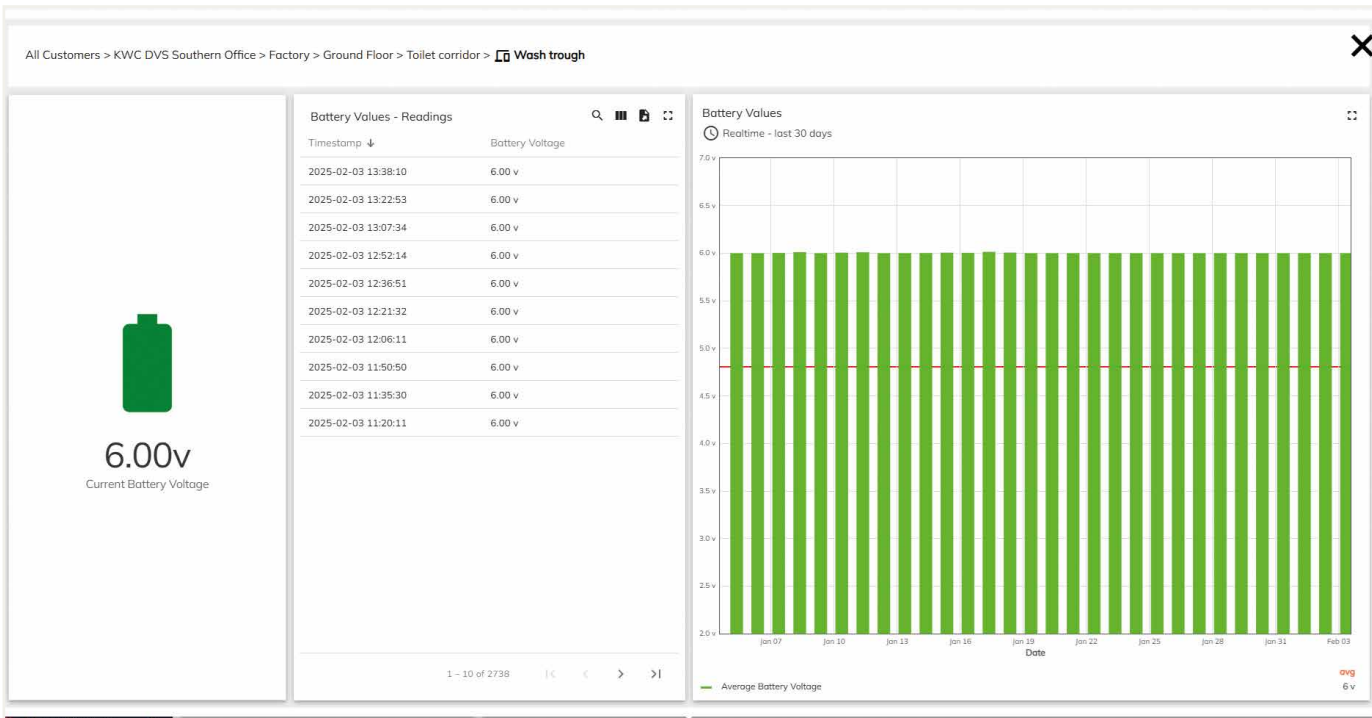 All Customers > KWC DVS Southern Office > Factory > Ground Floor > Toilet corridor > Wash trough
6.00v
Current Battery Voltage
Battery Values - Readings
Timestamp Battery Voltage
2025-02-03 13:38:10 6.00 v
2025-02-03 13:22:53 6.00 v
2025-02-03 13:07:34 6.00 v
2025-02-03 12:52:14 6.00 v
2025-02-03 12:36:51 6.00 v
2025-02-03 12:21:32 6.00 v
2025-02-03 12:06:11 6.00 v
2025-02-03 11:50:50 6.00 v
2025-02-03 11:35:30 6.00 v
2025-02-03 11:20:11 6.00 v
1 – 10 of 2738
Battery Values
Realtime - last 30 days
7.0 v
6.5 v
6.0 v
5.5 v
5.0 v
4.5 v
4.0 v
3.5 v
3.0 v
2.5 v
2.0 v
Jan 07 Jan 10 Jan 13 Jan 16 Jan 19 Jan 22 Jan 25 Jan 28 Jan 31 Feb 03
Date
avg
Average Battery Voltage 6 v